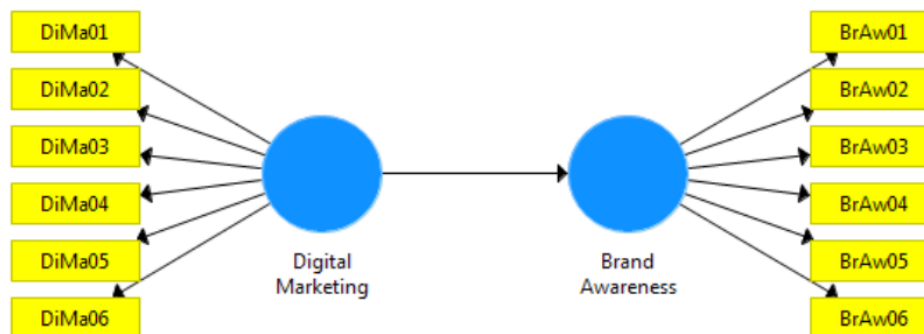 DiMa01
DiMa02
DiMa03
DiMa04
DiMa05
DiMa06
Digital
Marketing
Brand
Awareness
BrAw01
BrAw02
BrAw03
BrAw04
BrAw05
BrAw06